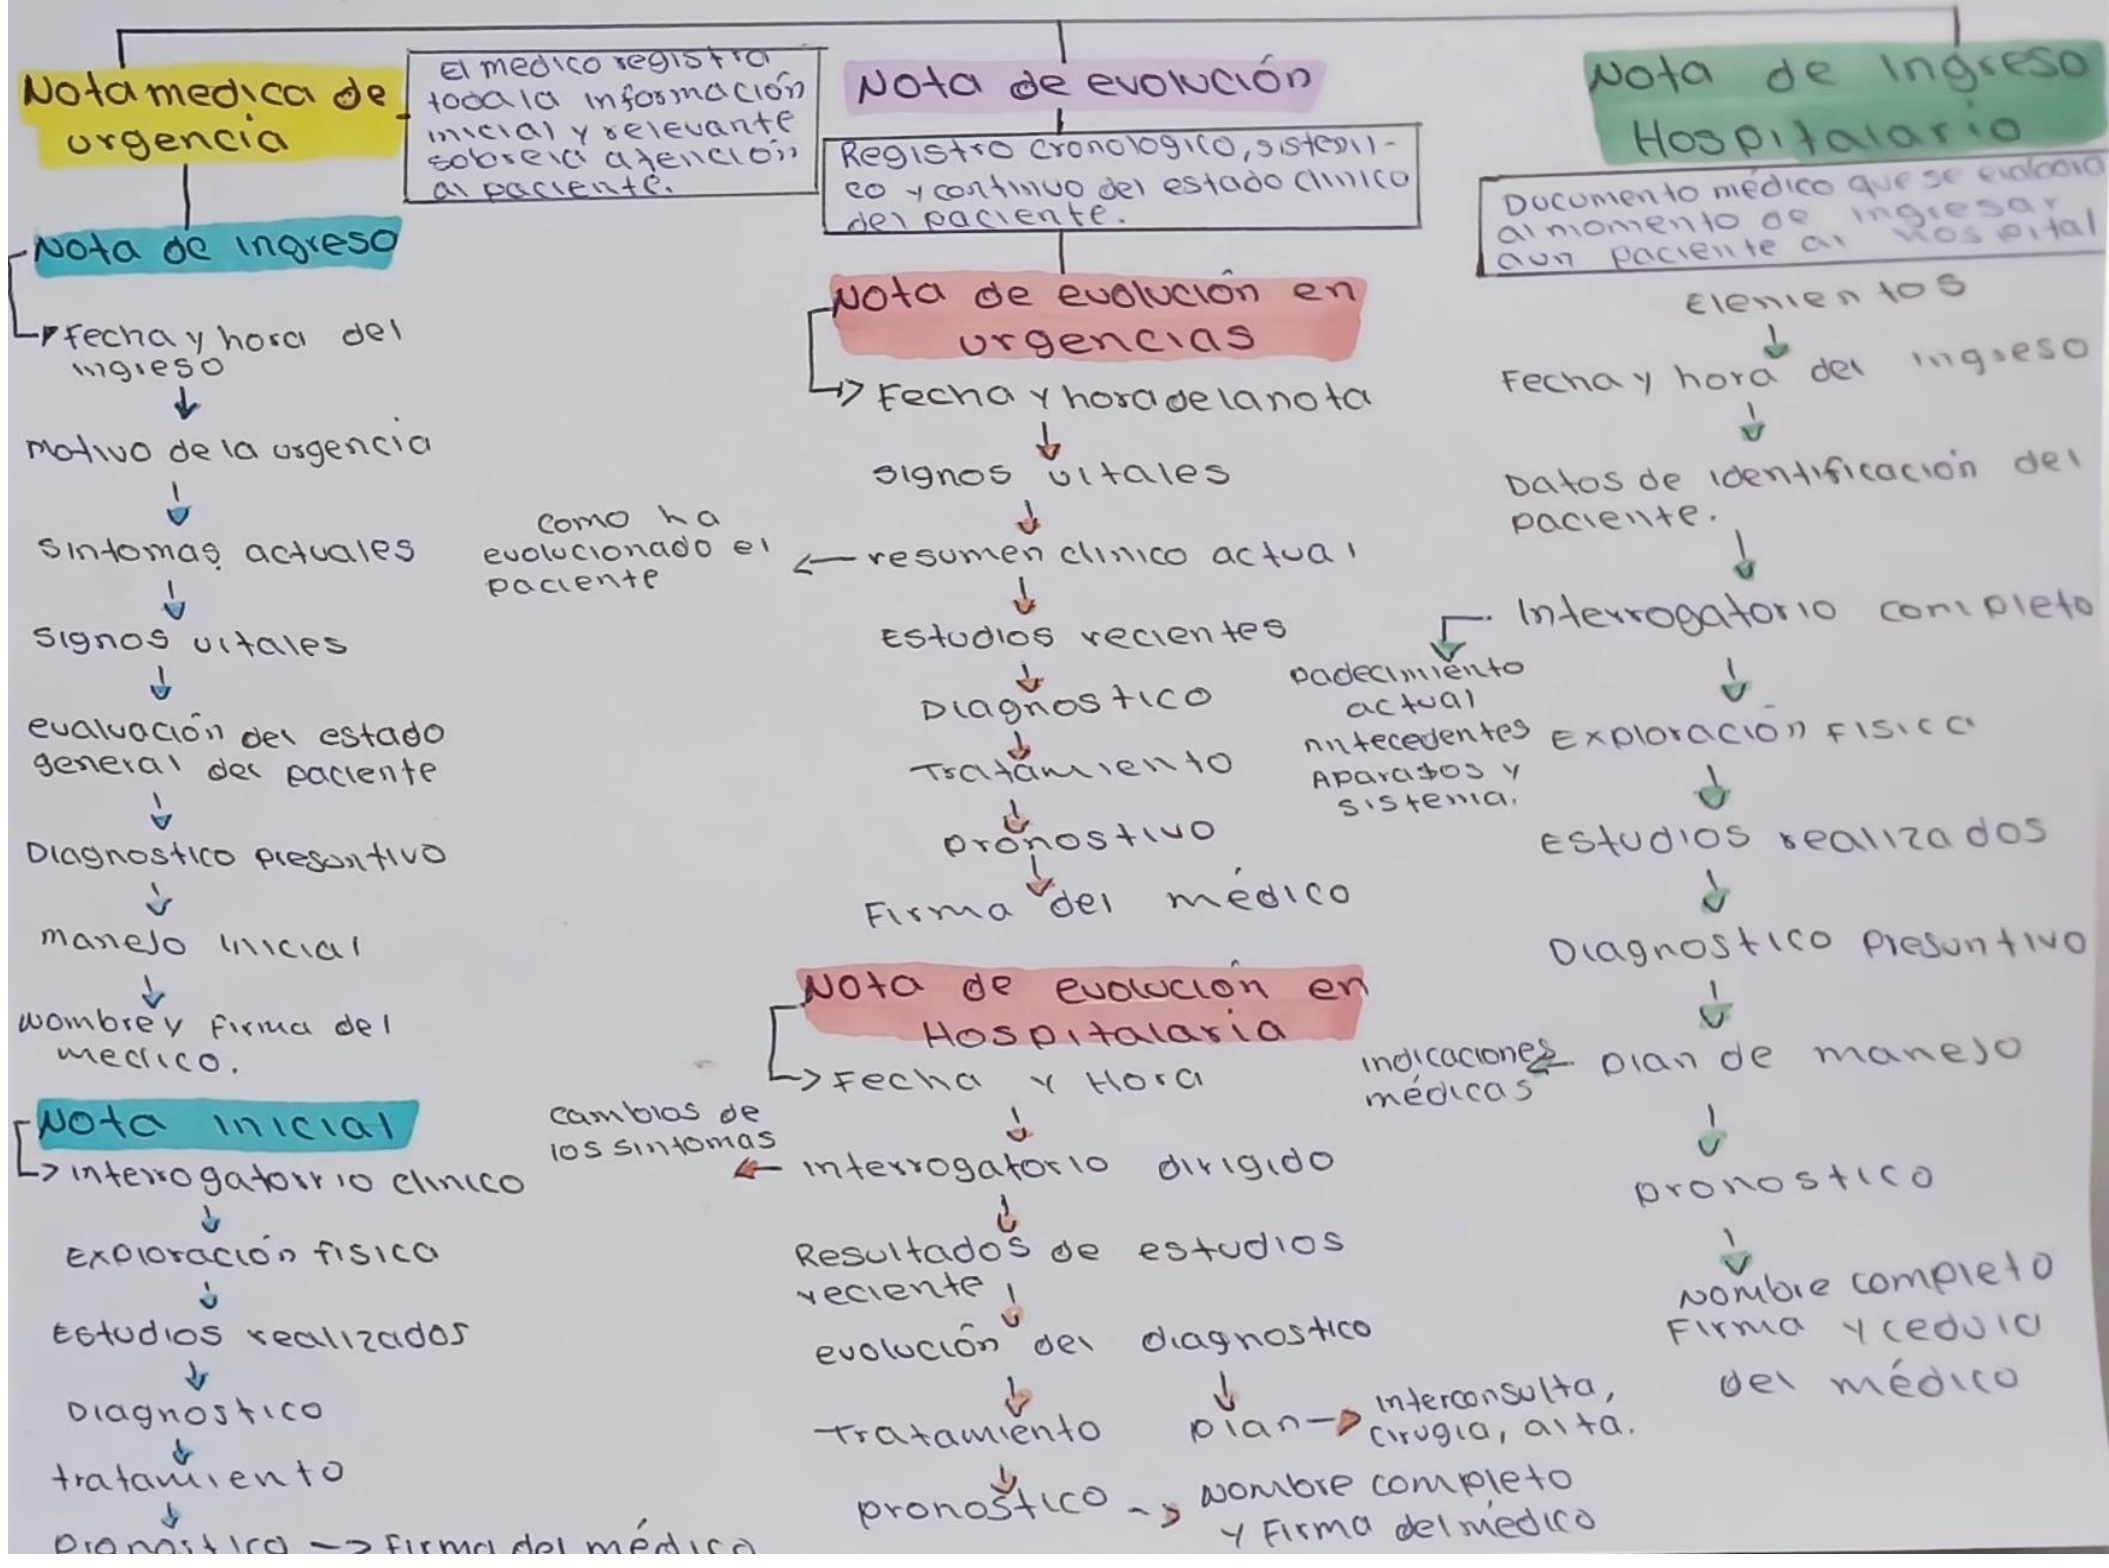 Nota medica de
urgencia
El medico registra
toda la información
inicial y relevante
sobre la atención
al paciente.
Nota de ingreso
Fecha y hora del
ingreso
motivo de la urgencia
sintomas actuales
signos vitales
evaluación del estado
general del paciente
Diagnostico presuntivo
manejo inicial
Nombre y firma del
medico.
Nota inicial
interrogatorrio clinico
Exploración fisica
Estudios realizados
Diagnostico
tratamiento
Pronostico -> Firma del médico
Nota de evolución
Registro cronologico, sistemi-
co y continuo del estado clinico
del paciente.
Nota de evolución en
urgencias
Fecha y hora de la nota
signos vitales
como ha
evolucionado el
paciente
resumen clinico actual
Estudios recientes
Diagnostico
Tratamiento
pronostivo
Firma del médico
Nota de evolución en
Hospitalaria
Fecha y Hora
cambios de
los sintomas
interrogatorio dirigido
Resultados de estudios
reciente
evolución del diagnostico
Tratamiento
plan
interconsulta,
cirugia, alta.
pronostico
Nombre completo
y Firma del médico
Nota de ingreso
Hospitalario
Documento médico que se elabora
al momento de ingresar
a un paciente al Hospital
Elementos
Fecha y hora del ingreso
Datos de identificación del
paciente.
Interrogatorio completo
padecimiento
actual
Antecedentes
Aparatos y
sistema.
Exploración Fisica
Estudios realizados
Diagnostico presuntivo
plan de manejo
indicaciones
médicas
pronostico
Nombre completo
Firma y cedula
del médico